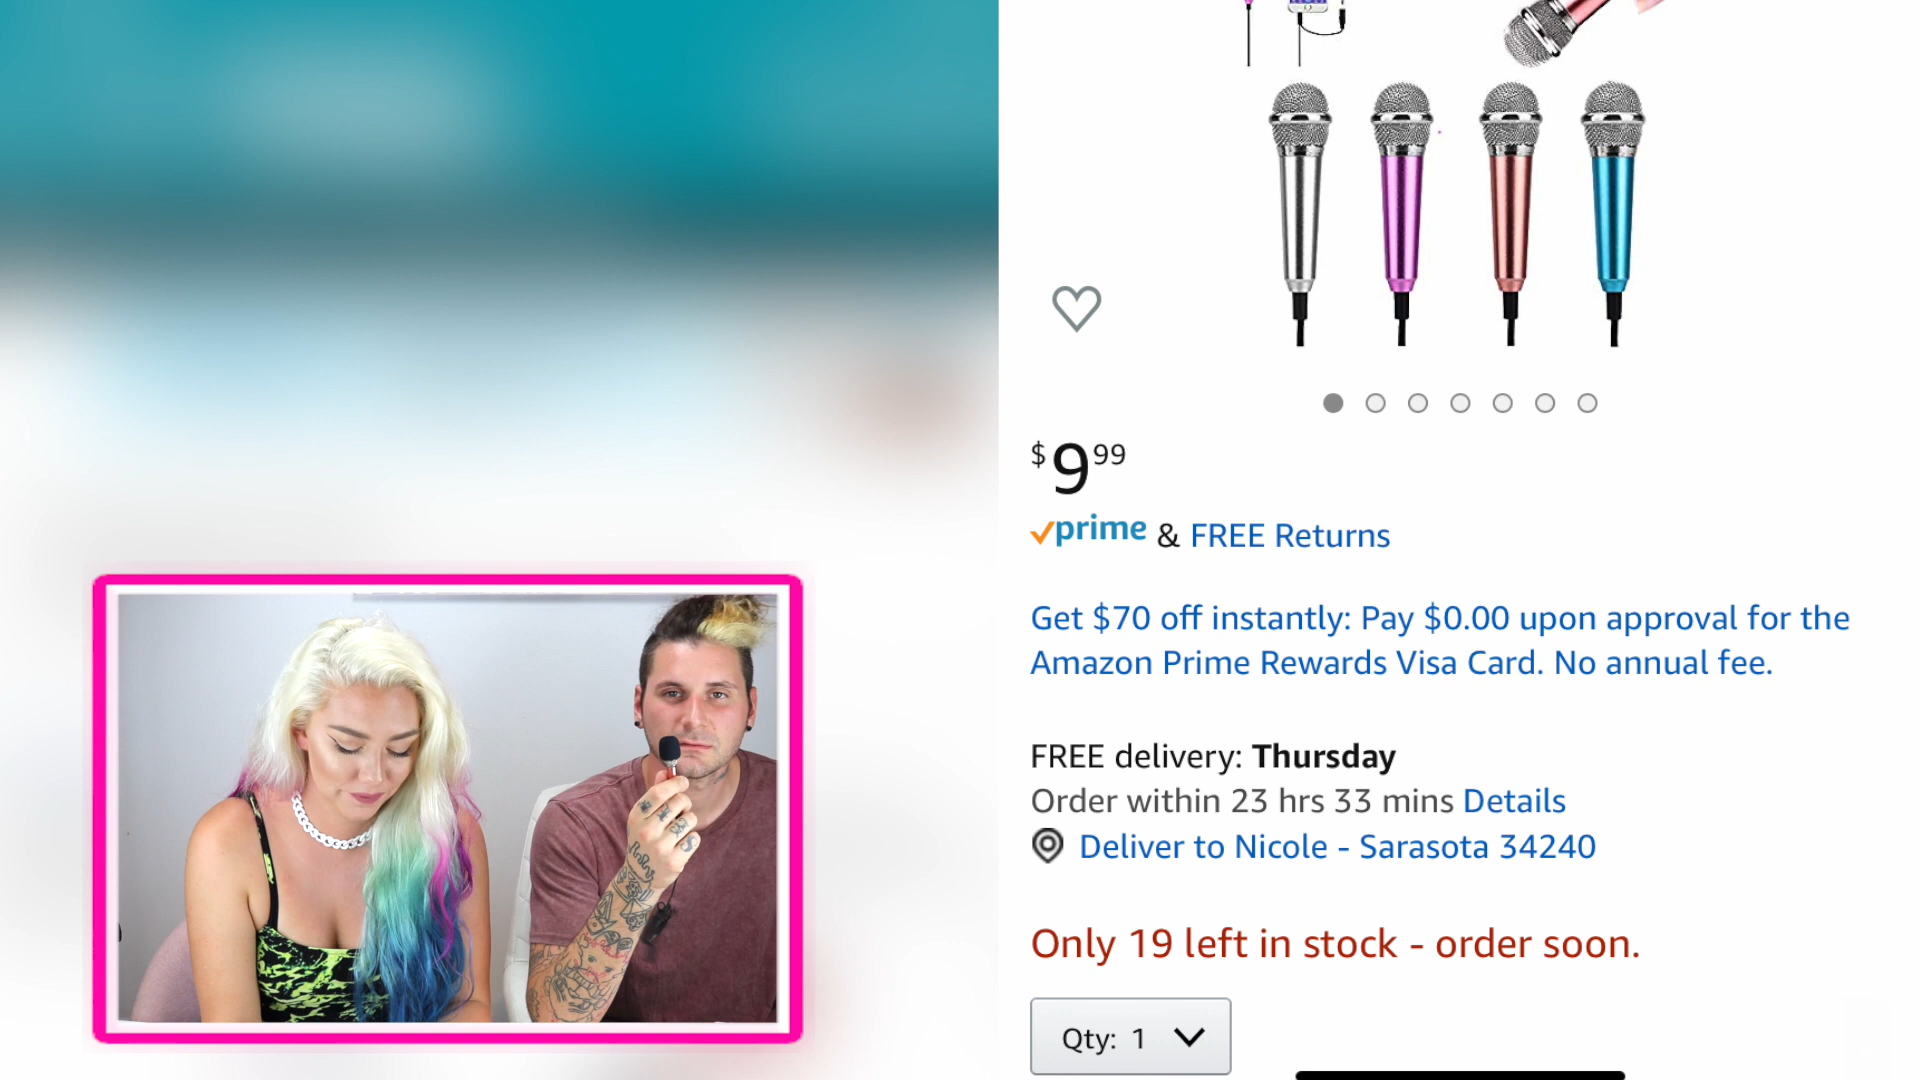 $9.99
prime & FREE Returns
Get $70 off instantly: Pay $0.00 upon approval for the
Amazon Prime Rewards Visa Card. No annual fee.
FREE delivery: Thursday
Order within 23 hrs 33 mins Details
Deliver to Nicole - Sarasota 34240
Only 19 left in stock - order soon.
Qty: 1